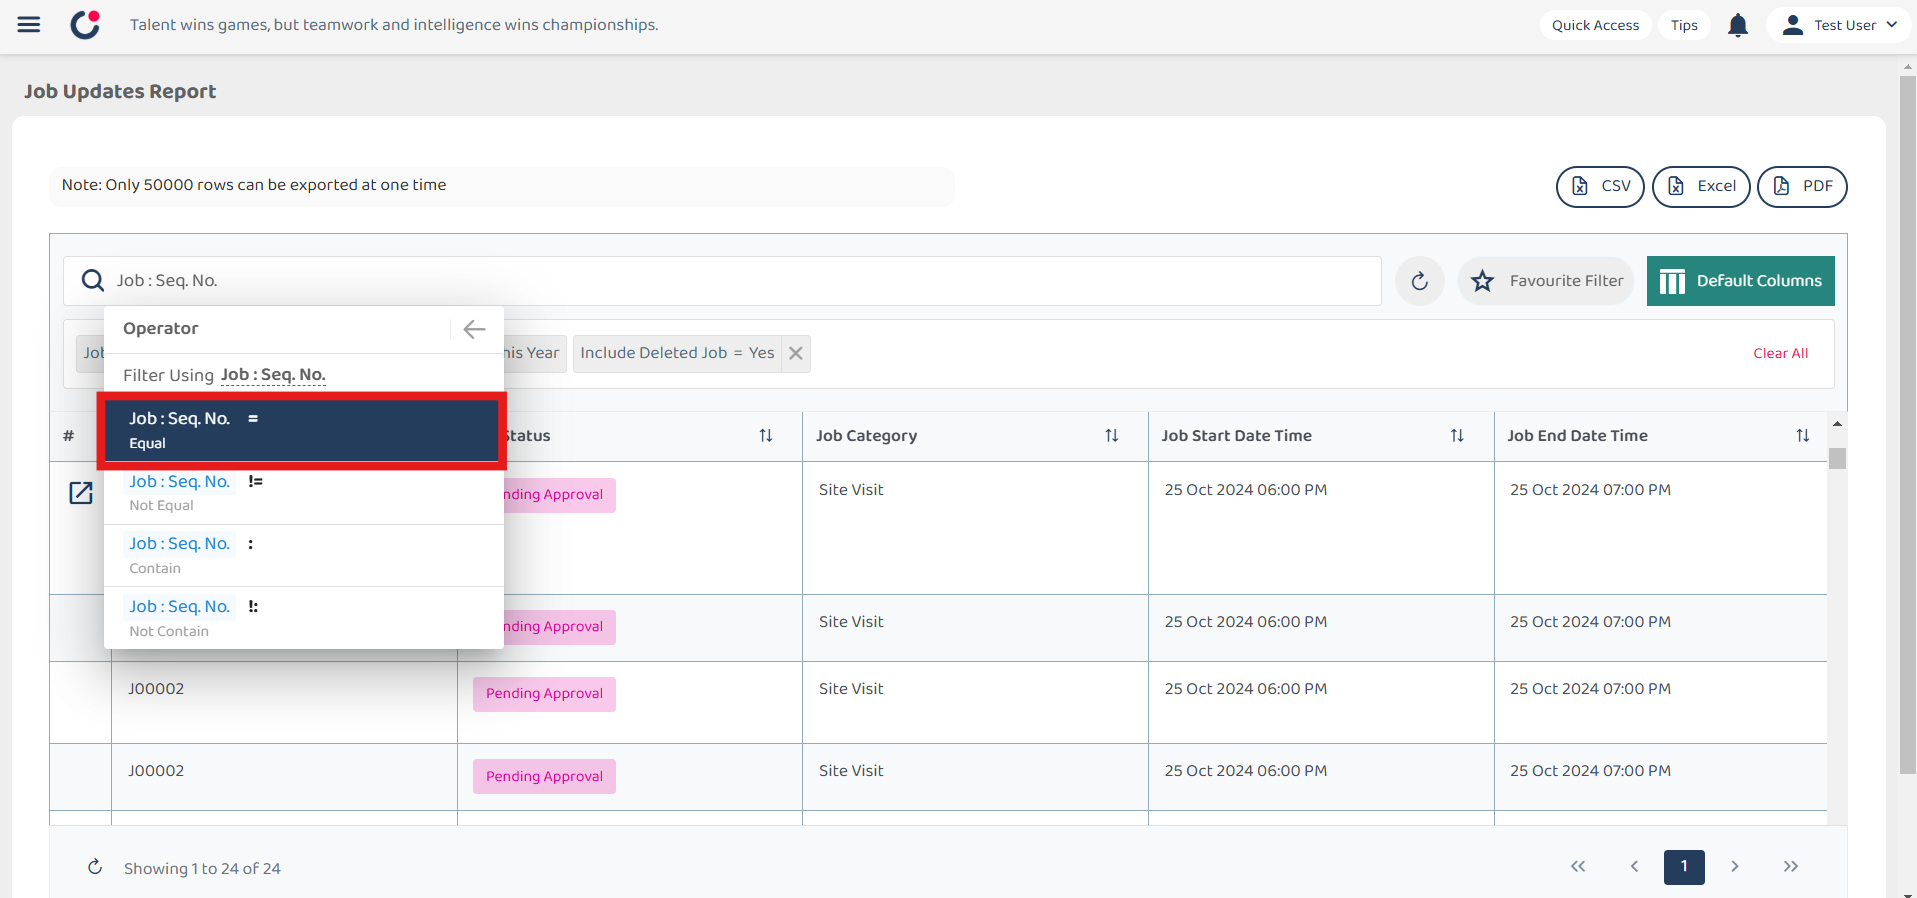 Talent wins games, but teamwork and intelligence wins championships.
Quick Access
Tips
Test User
Job Updates Report
Note: Only 50000 rows can be exported at one time
CSV
Excel
PDF
Job : Seq. No.
Favourite Filter
Default Columns
Operator
Filter Using Job : Seq. No.
Job : Seq. No. =
Equal
Job : Seq. No. !=
Not Equal
Job : Seq. No. :
Contain
Job : Seq. No. !:
Not Contain
Year
Include Deleted Job = Yes
Clear All
#
Status
Job Category
Job Start Date Time
Job End Date Time
Approval
Site Visit
25 Oct 2024 06:00 PM
25 Oct 2024 07:00 PM
Approval
Site Visit
25 Oct 2024 06:00 PM
25 Oct 2024 07:00 PM
J00002
Pending Approval
Site Visit
25 Oct 2024 06:00 PM
25 Oct 2024 07:00 PM
J00002
Pending Approval
Site Visit
25 Oct 2024 06:00 PM
25 Oct 2024 07:00 PM
Showing 1 to 24 of 24
1